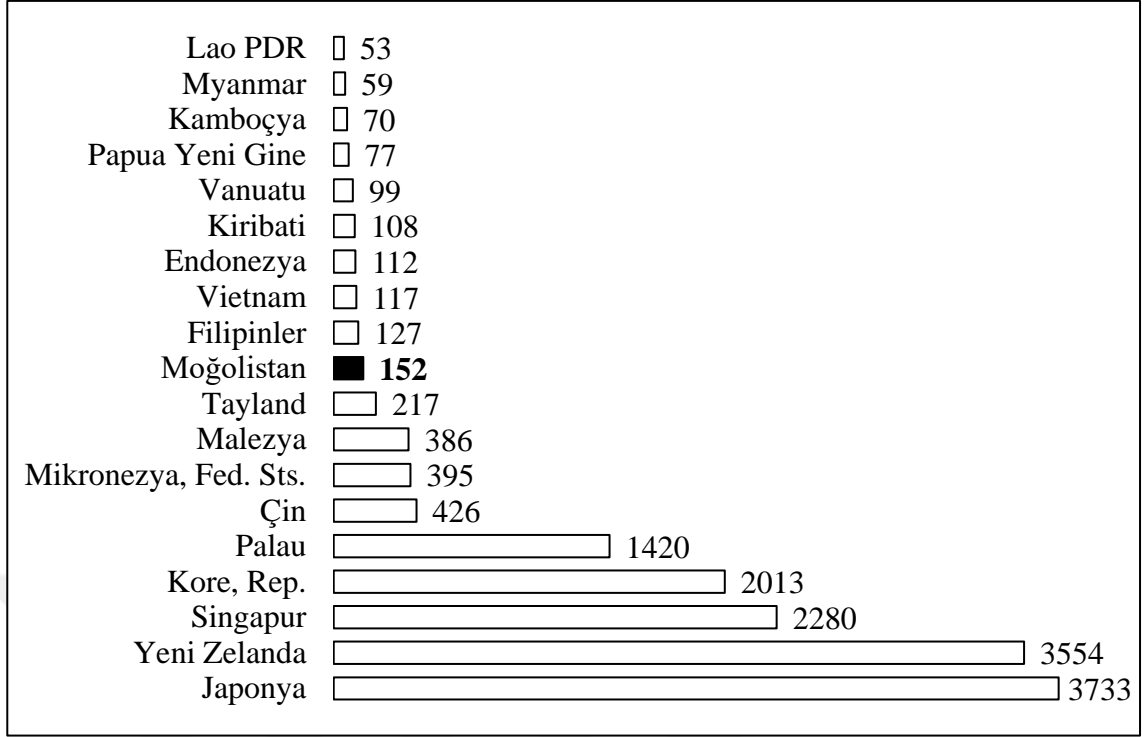 Lao PDR 53
Myanmar 59
Kamboçya 70
Papua Yeni Gine 77
Vanuatu 99
Kiribati 108
Endonezya 112
Vietnam 117
Filipinler 127
Moğolistan 152
Tayland 217
Malezya 386
Mikronezya, Fed. Sts. 395
Çin 426
Palau 1420
Kore, Rep. 2013
Singapur 2280
Yeni Zelanda 3554
Japonya 3733